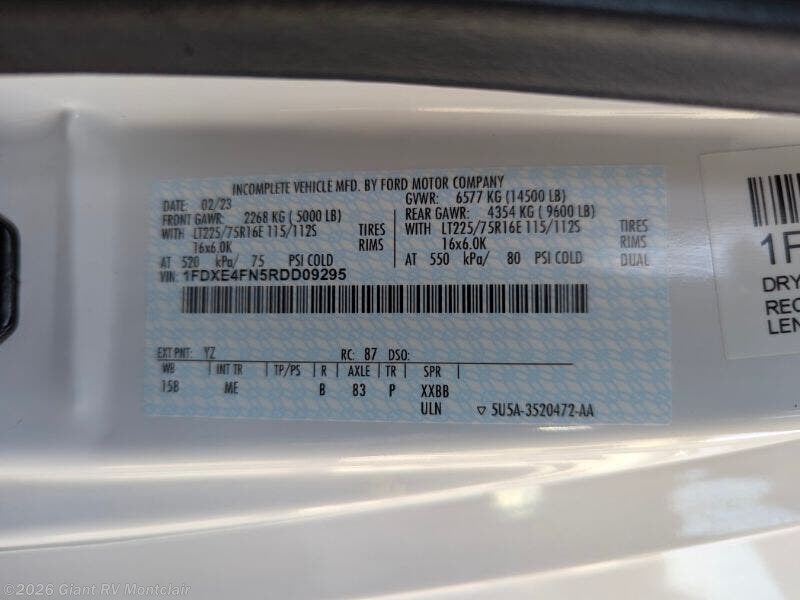 INCOMPLETE VEHICLE MFD. BY FORD MOTOR COMPANY
DATE: 02/23 GVWR: 6577 KG (14500 LB)
FRONT GAWR: 2268 KG ( 5000 LB) REAR GAWR: 4354 KG ( 9600 LB)
WITH LT225/75R16E 115/112S TIRES WITH LT225/75R16E 115/112S TIRES
16x6.0K RIMS 16x6.0K RIMS
AT 520 kPa/ 75 PSI COLD AT 550 kPa/ 80 PSI COLD DUAL
VIN: 1FDXE4FN5RDD09295
EXT PNT: YZ RC: 87 DSO:
WB INT TR TP/PS R AXLE TR SPR
158 ME B 83 P XXBB
ULN ▽ 5U5A-3520472-AA
1F
DRY
REC
LEN
©2026 Giant RV Montclair